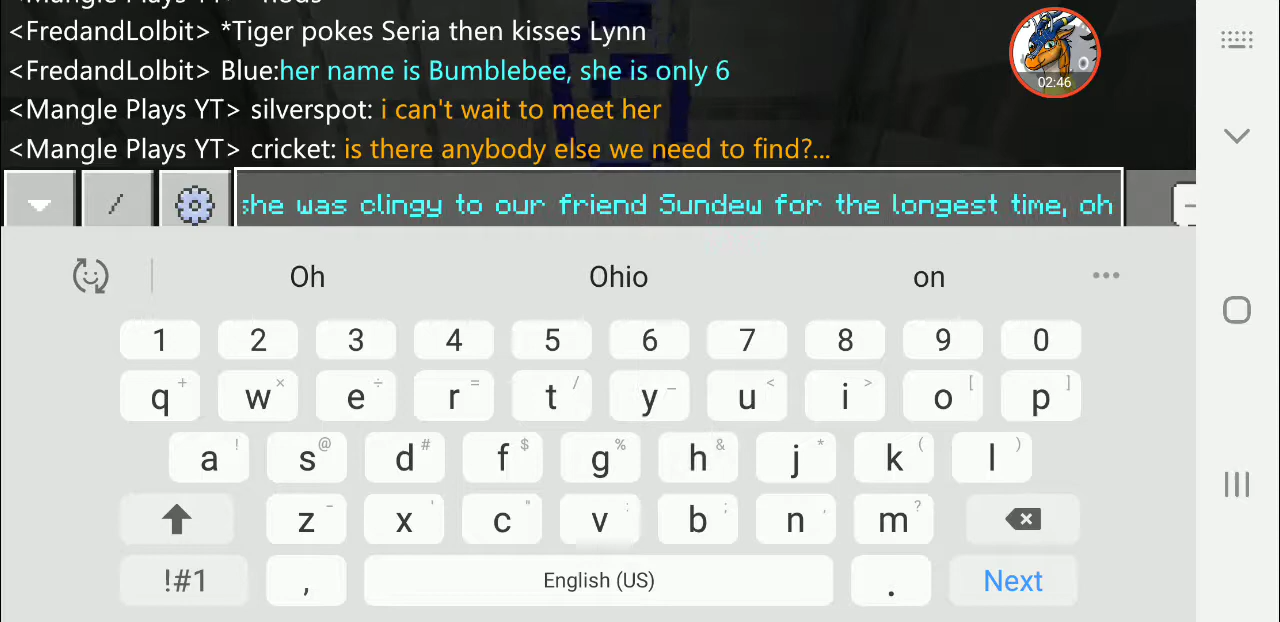 <FredandLolbit> *Tiger pokes Seria then kisses Lynn
<FredandLolbit> Blue:her name is Bumblebee, she is only 6
02:46
<Mangle Plays YT> silverspot: i can't wait to meet her
<Mangle Plays YT> cricket: is there anybody else we need to find?...
/ she was clingy to our friend Sundew for the longest time, oh
Oh Ohio on
1 2 3 4 5 6 7 8 9 0
q + w × e ÷ r = t / y _ u < i > o [ p ]
a ! s @ d # f $ g % h & j * k ( l )
z - x ' c " v : b ; n , m ?
!#1 , English (US) . Next